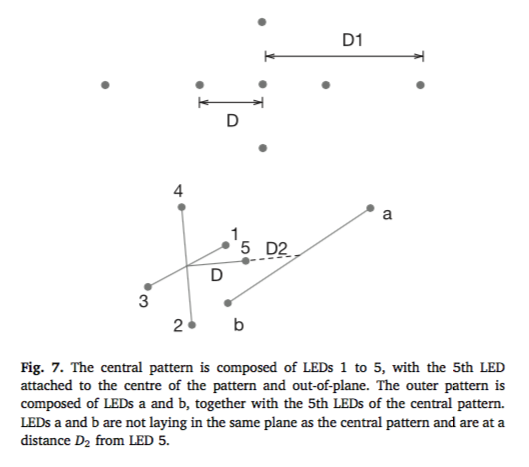 D1
D
4
a
1
5 D2
D
3
2 b
Fig. 7. The central pattern is composed of LEDs 1 to 5, with the 5th LED
attached to the centre of the pattern and out-of-plane. The outer pattern is
composed of LEDs a and b, together with the 5th LEDs of the central pattern.
LEDs a and b are not laying in the same plane as the central pattern and are at a
distance D₂ from LED 5.